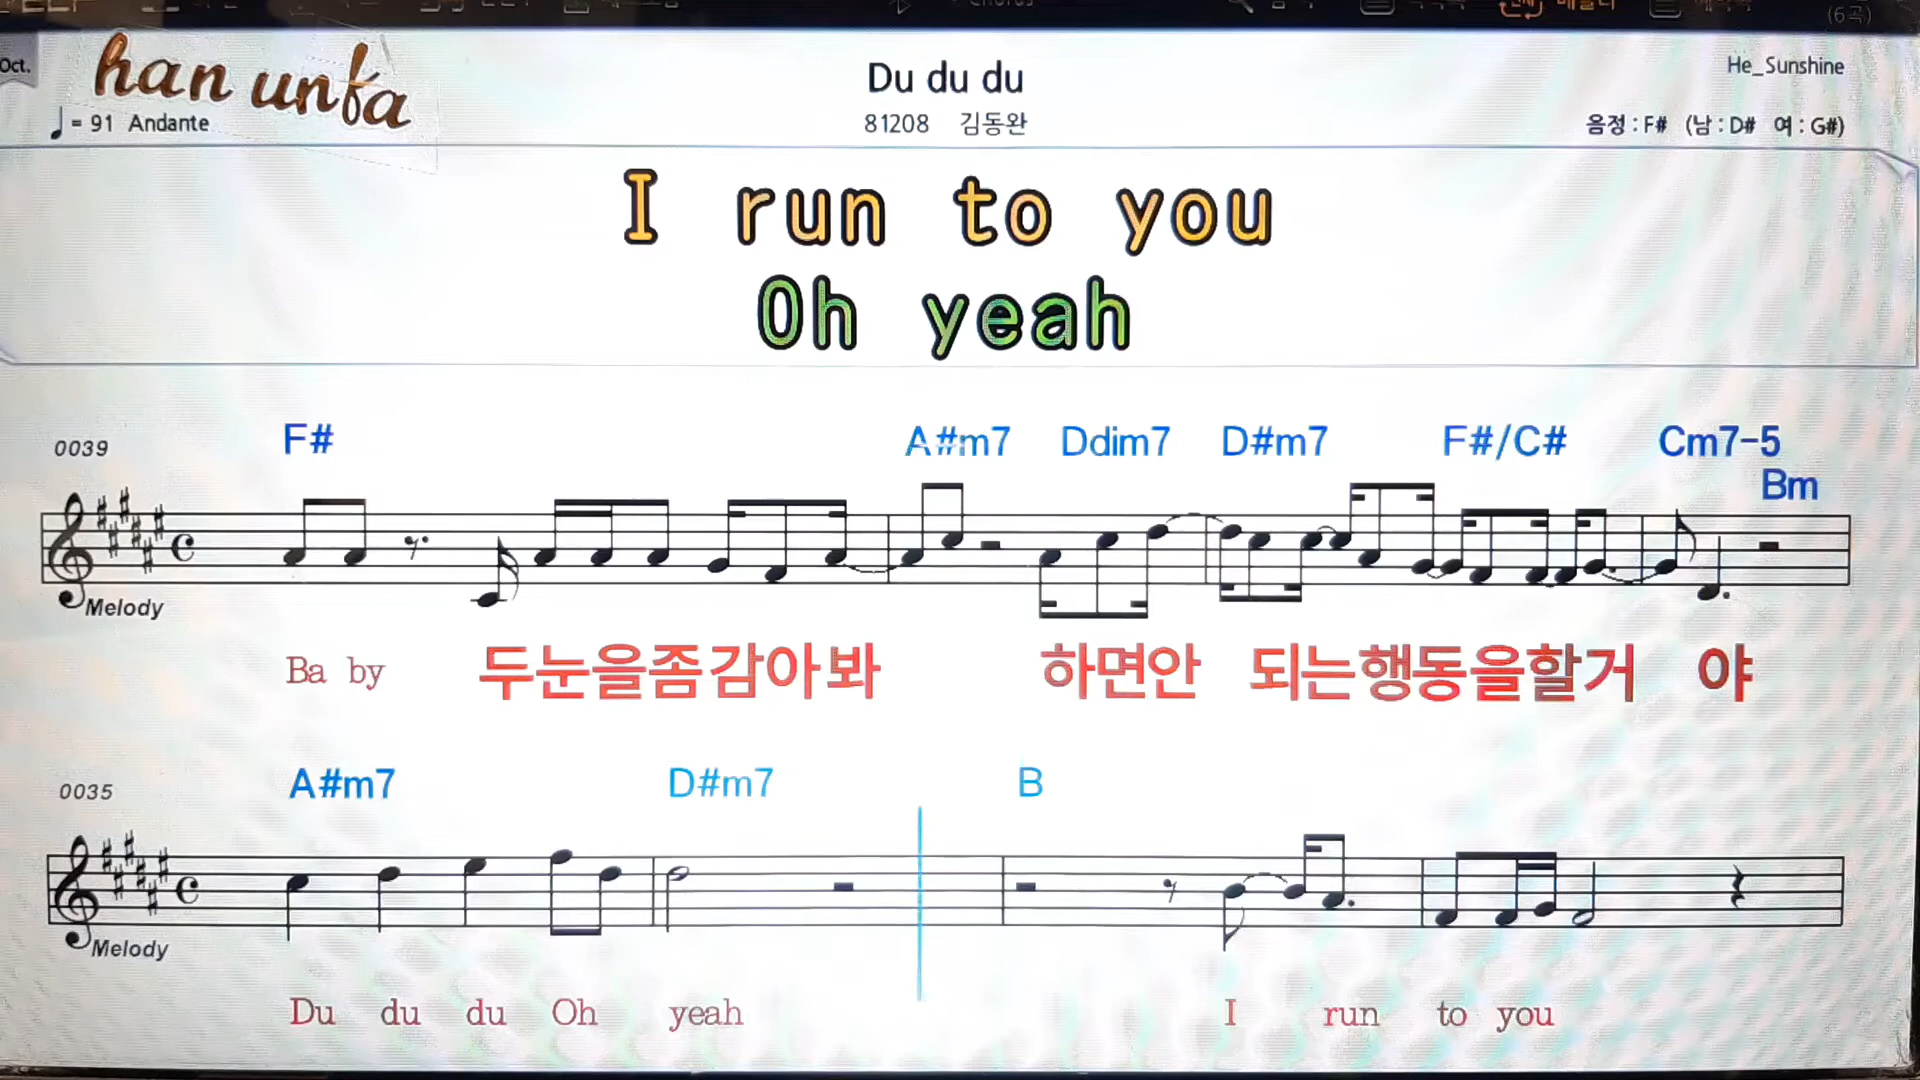 (6곡)
Oct.
han unfa
Du du du
He_Sunshine
= 91 Andante
81208 김동완
음정 : F# (남 : D# 여 : G#)
I run to you
Oh yeah
0039
F# A#m7 Ddim7 D#m7 F#/C# Cm7-5
Bm
Melody
Ba by 두눈을좀감아봐 하면안 되는행동을할거 야
0035
A#m7 D#m7 B
Melody
Du du du Oh yeah I run to you